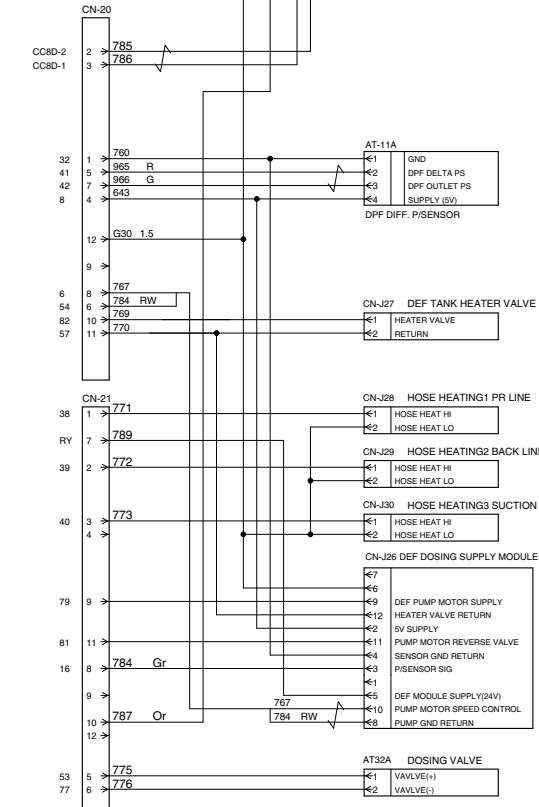 CN-20
CC8D-2 2 785
CC8D-1 3 786
AT-11A
32 1 760 1 GND
41 5 965 R 2 DPF DELTA PS
42 7 966 G 3 DPF OUTLET PS
8 4 643 4 SUPPLY (5V)
DPF DIFF. P/SENSOR
12 G30 1.5
9
6 8 767
54 6 784 RW
CN-J27 DEF TANK HEATER VALVE
82 10 769 1 HEATER VALVE
57 11 770 2 RETURN
CN-21
CN-J28 HOSE HEATING1 PR LINE
38 1 771 1 HOSE HEAT HI
2 HOSE HEAT LO
RY 7 789
CN-J29 HOSE HEATING2 BACK LIN
39 2 772 1 HOSE HEAT HI
2 HOSE HEAT LO
CN-J30 HOSE HEATING3 SUCTION
40 3 773 1 HOSE HEAT HI
4 2 HOSE HEAT LO
CN-J26 DEF DOSING SUPPLY MODULE
7
6
79 9 9 DEF PUMP MOTOR SUPPLY
12 HEATER VALVE RETURN
2 5V SUPPLY
81 11 11 PUMP MOTOR REVERSE VALVE
4 SENSOR GND RETURN
16 8 784 Gr 3 P/SENSOR SIG
1
9 5 DEF MODULE SUPPLY(24V)
767 10 PUMP MOTOR SPEED CONTROL
10 787 Or 784 RW 8 PUMP GND RETURN
12
AT32A DOSING VALVE
53 5 775 1 VAVLVE(+)
77 6 776 2 VAVLVE(-)